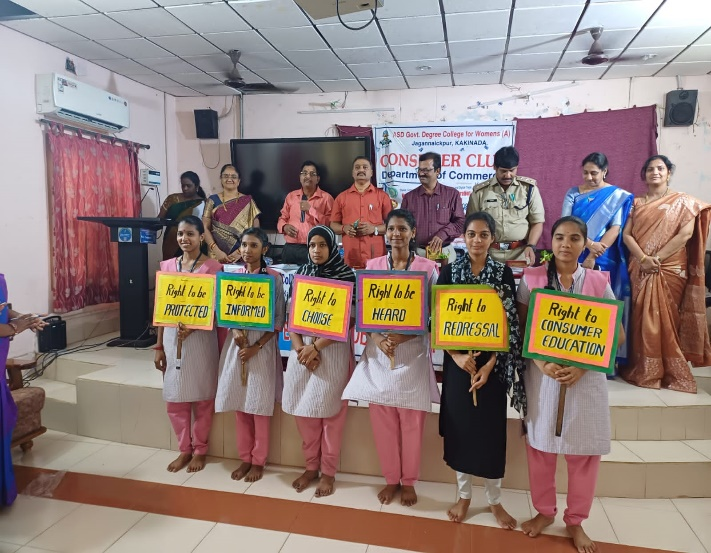 ASD Govt. Degree College for Womens (A)
Jagannaickpur, KAKINADA
CONSUMER CLUB
Department of Commerce
Right to be
PROTECTED
Right to be
INFORMED
Right to
CHOOSE
Right to be
HEARD
Right to
REDRESSAL
Right to
CONSUMER
EDUCATION